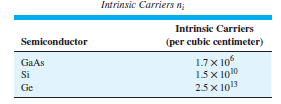 Intrinsic Carriers nᵢ
Intrinsic Carriers
Semiconductor (per cubic centimeter)
GaAs 1.7 × 10⁶
Si 1.5 × 10¹⁰
Ge 2.5 × 10¹³